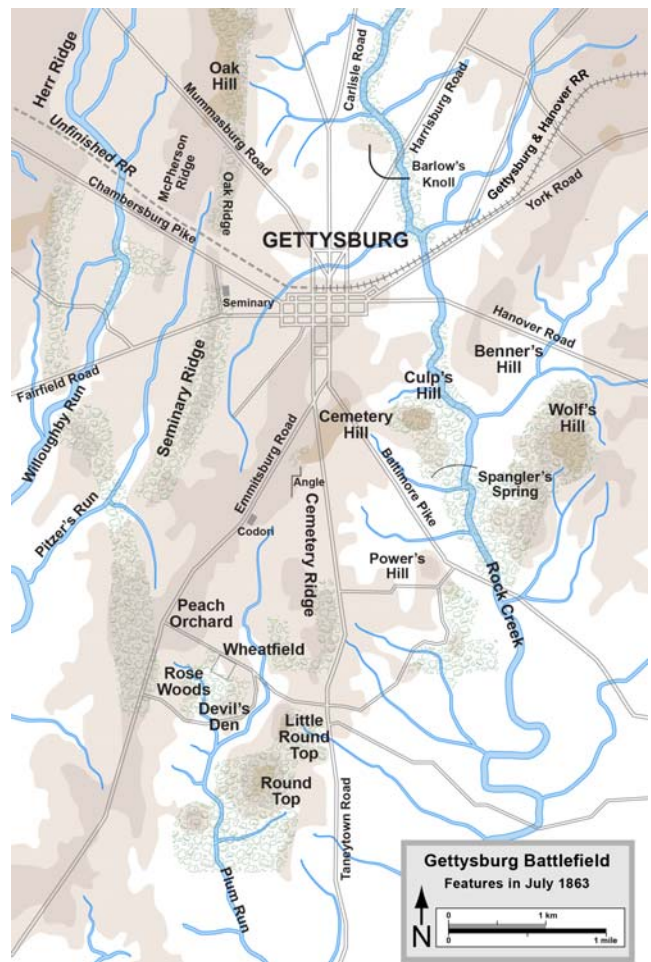 Herr Ridge
Oak
Hill
Mummasburg Road
Carlisle Road
Harrisburg Road
Unfinished RR
McPherson
Ridge
Oak Ridge
Barlow's
Knoll
Gettysburg & Hanover RR
Chambersburg Pike
York Road
GETTYSBURG
Seminary
Hanover Road
Benner's
Hill
Fairfield Road
Seminary Ridge
Culp's
Hill
Willoughby Run
Cemetery
Hill
Wolf's
Hill
Emmitsburg Road
Baltimore Pike
Spangler's
Spring
Angle
Pitzer's Run
Codori
Cemetery Ridge
Power's
Hill
Rock Creek
Peach
Orchard
Wheatfield
Rose
Woods
Devil's
Den
Little
Round
Top
Round
Top
Taneytown Road
Plum Run
Gettysburg Battlefield
Features in July 1863
N
0
1 km
0
1 mile